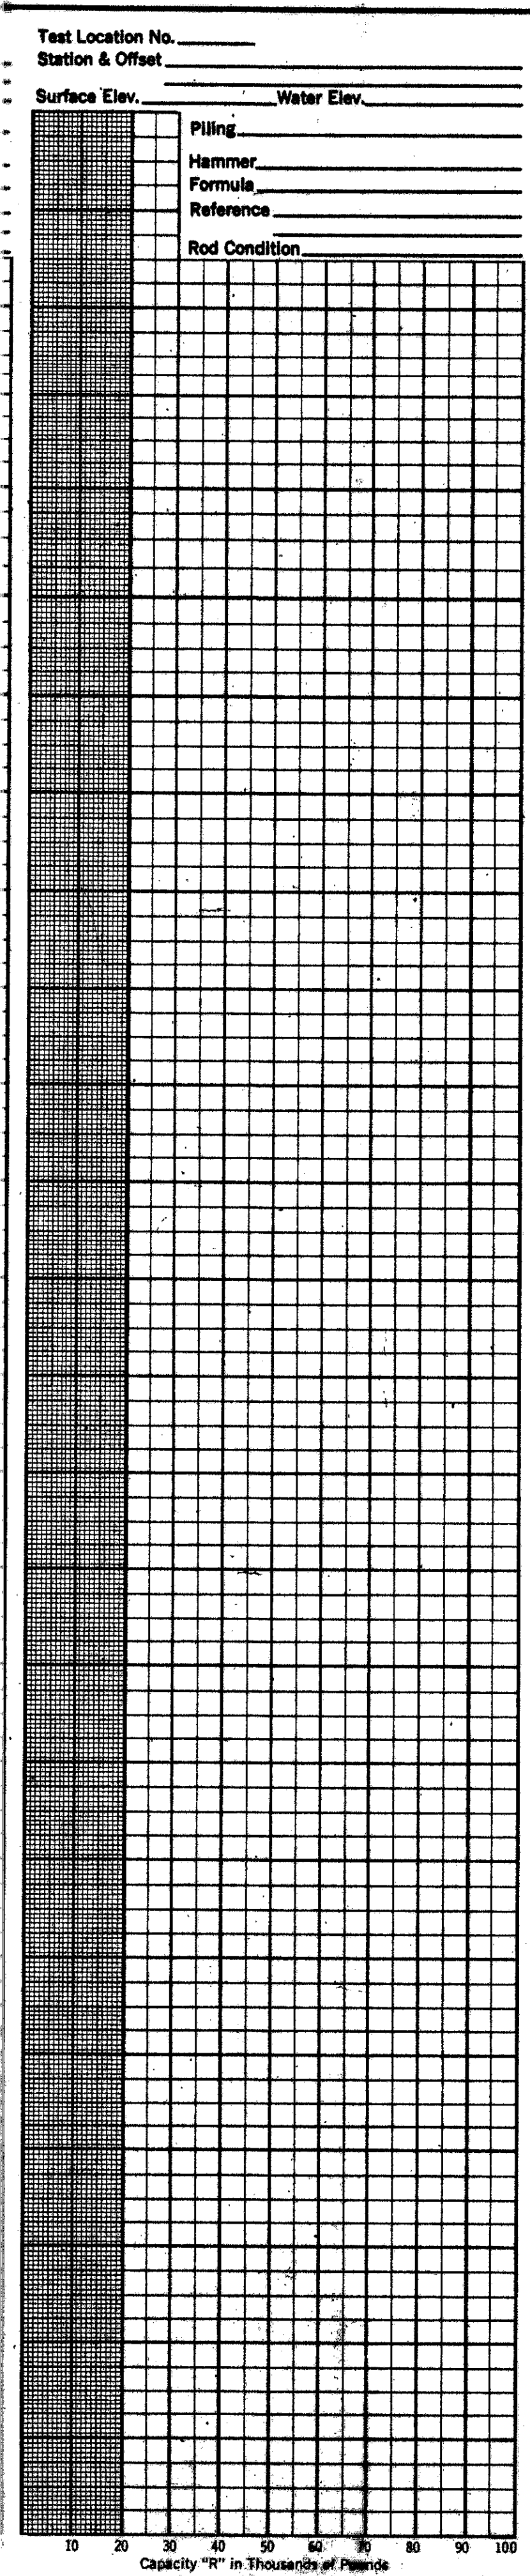 Test Location No.
Station & Offset
Surface Elev. Water Elev.
Piling
Hammer
Formula
Reference
Rod Condition
10 20 30 40 50 60 70 80 90 100
Capacity "R" in Thousands of Pounds